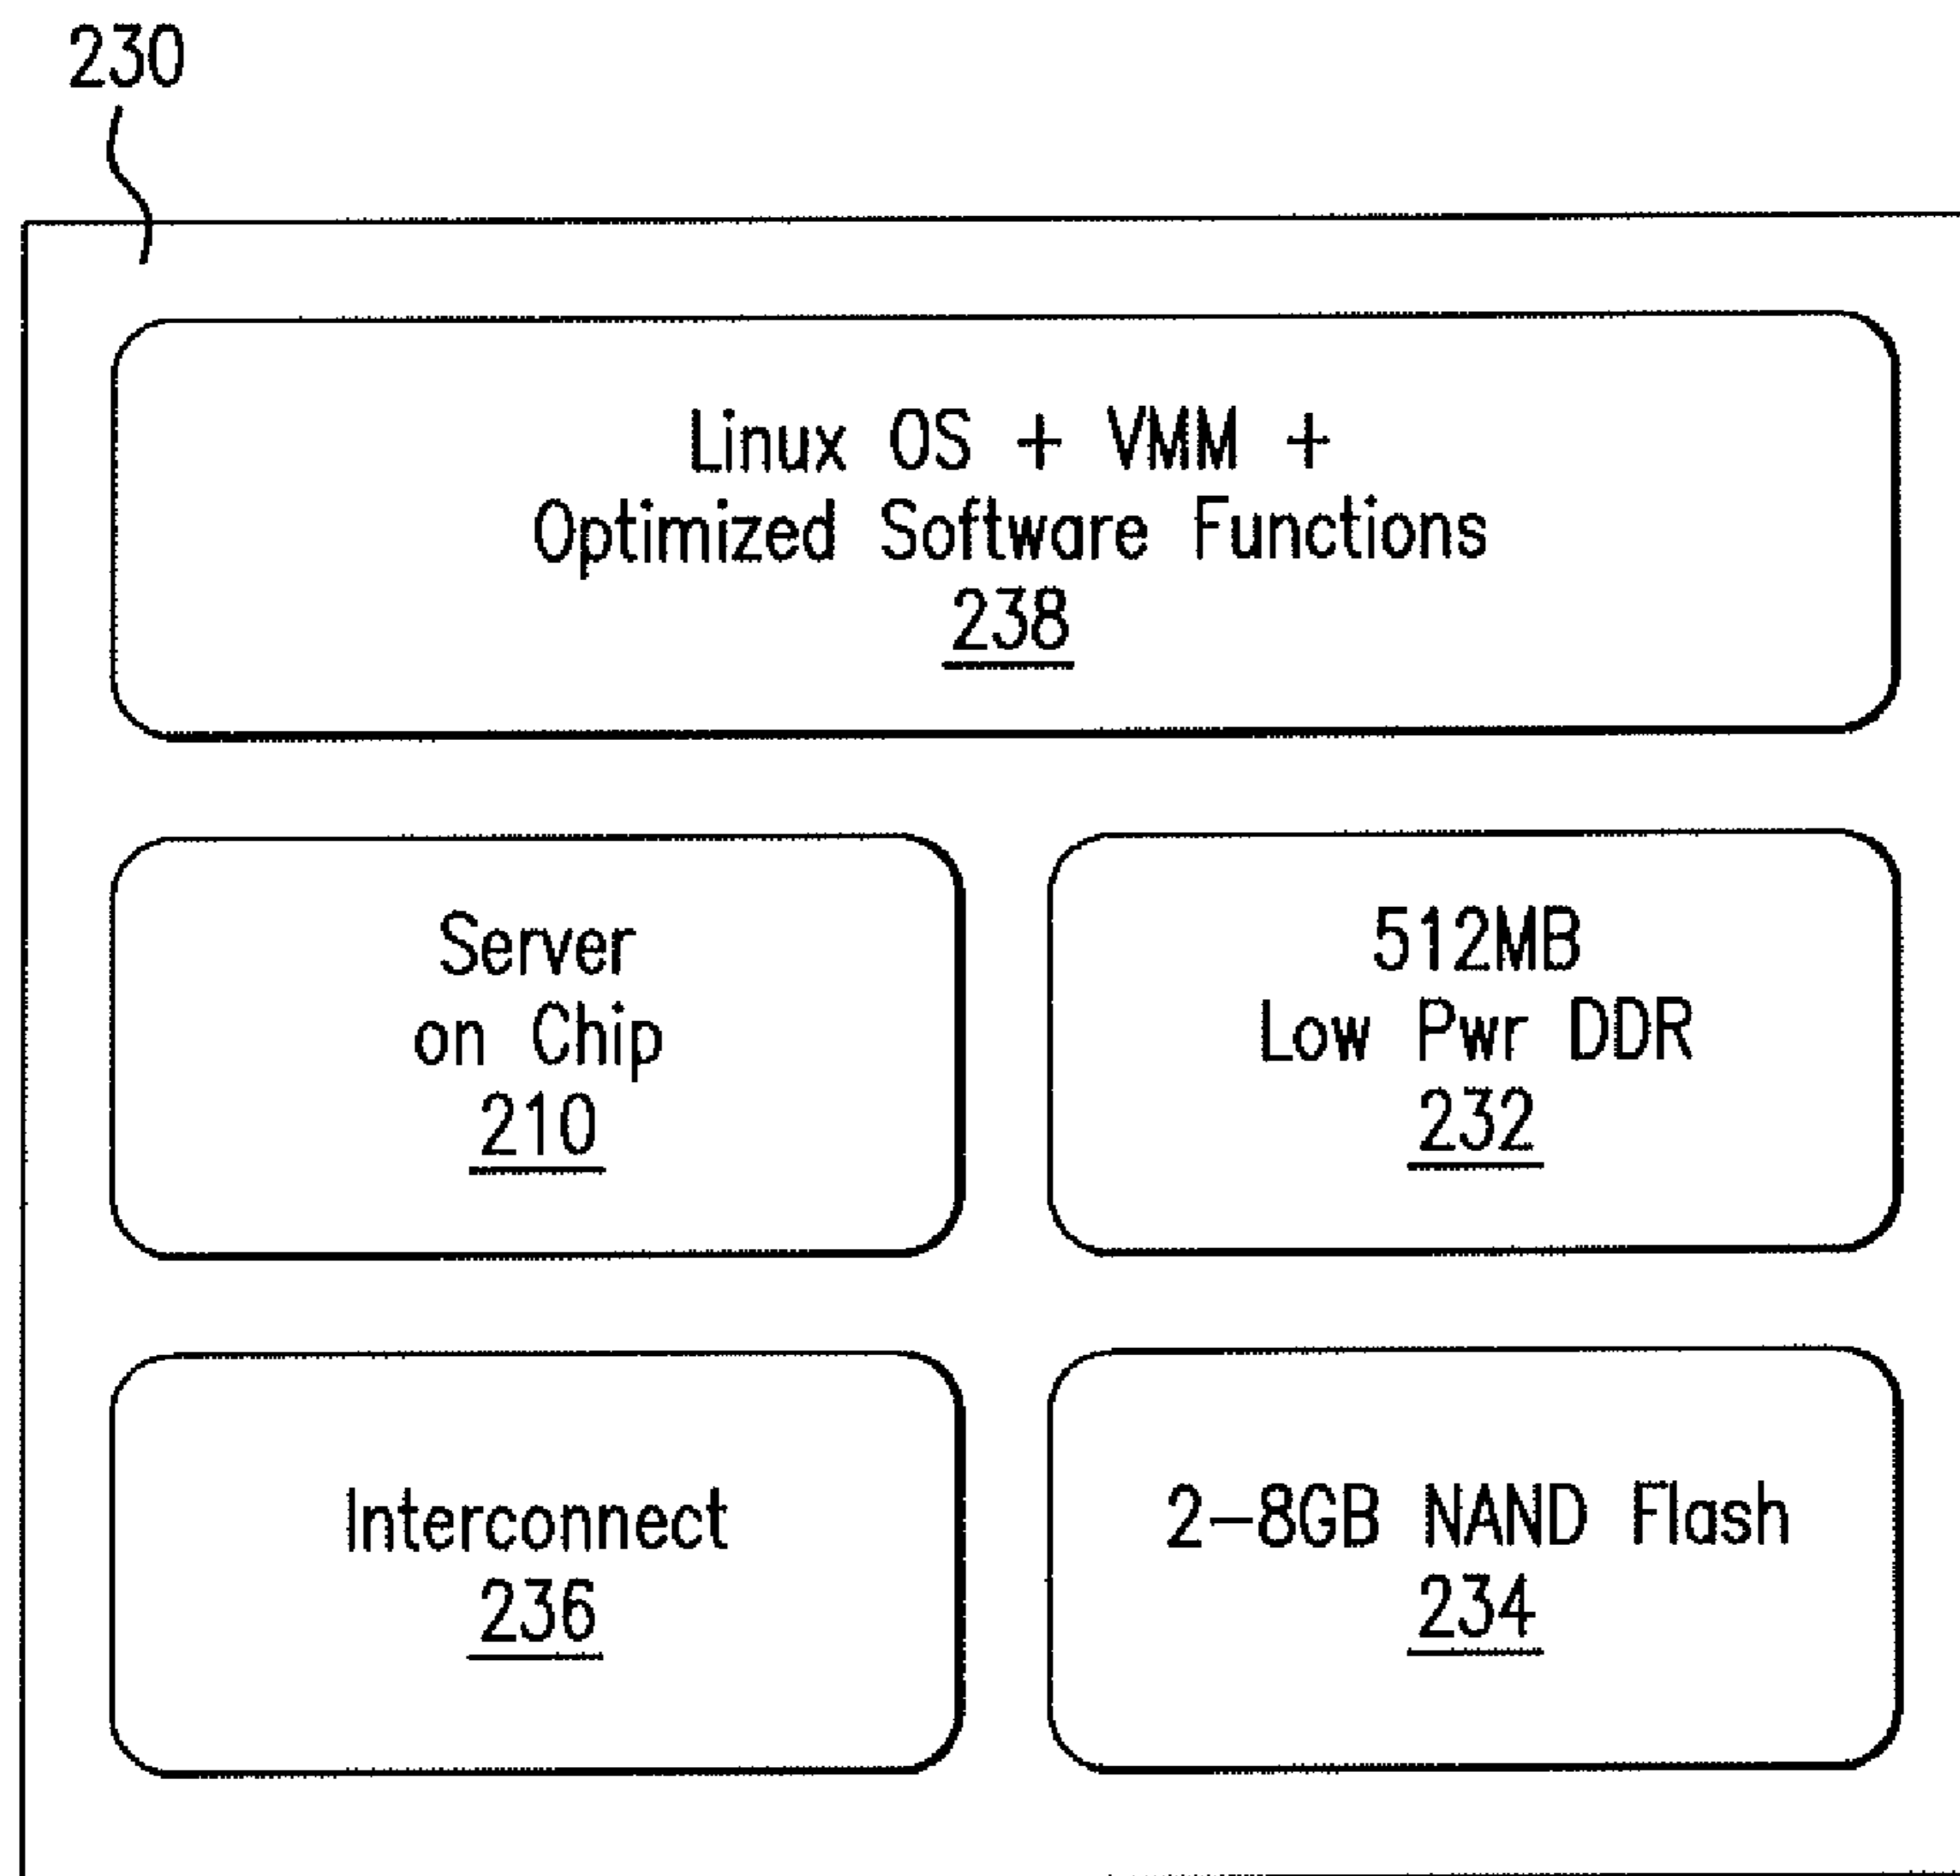 230
Linux OS + VMM +
Optimized Software Functions
238
Server
on Chip
210
512MB
Low Pwr DDR
232
Interconnect
236
2-8GB NAND Flash
234